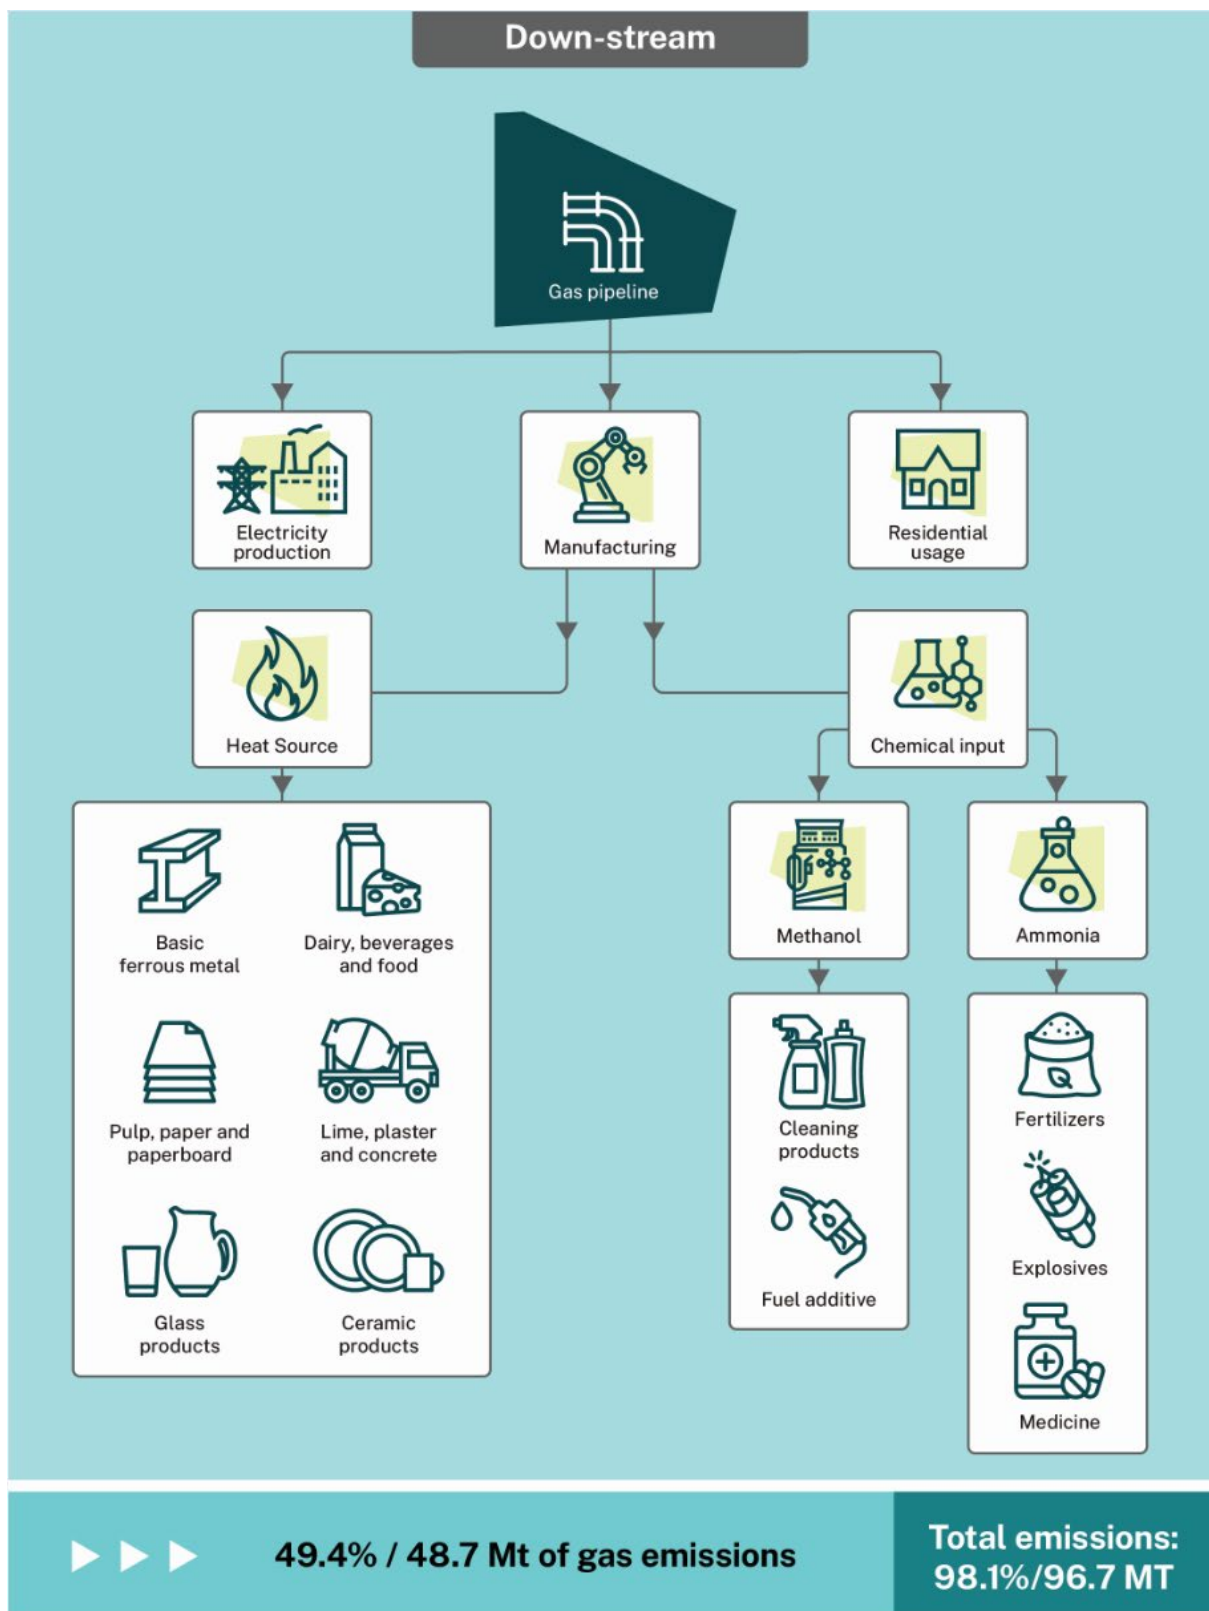 Down-stream
Gas pipeline
Electricity
production
Manufacturing
Residential
usage
Heat Source
Chemical input
Basic
ferrous metal
Dairy, beverages
and food
Pulp, paper and
paperboard
Lime, plaster
and concrete
Glass
products
Ceramic
products
Methanol
Ammonia
Cleaning
products
Fuel additive
Fertilizers
Explosives
Medicine
49.4% / 48.7 Mt of gas emissions
Total emissions:
98.1%/96.7 MT